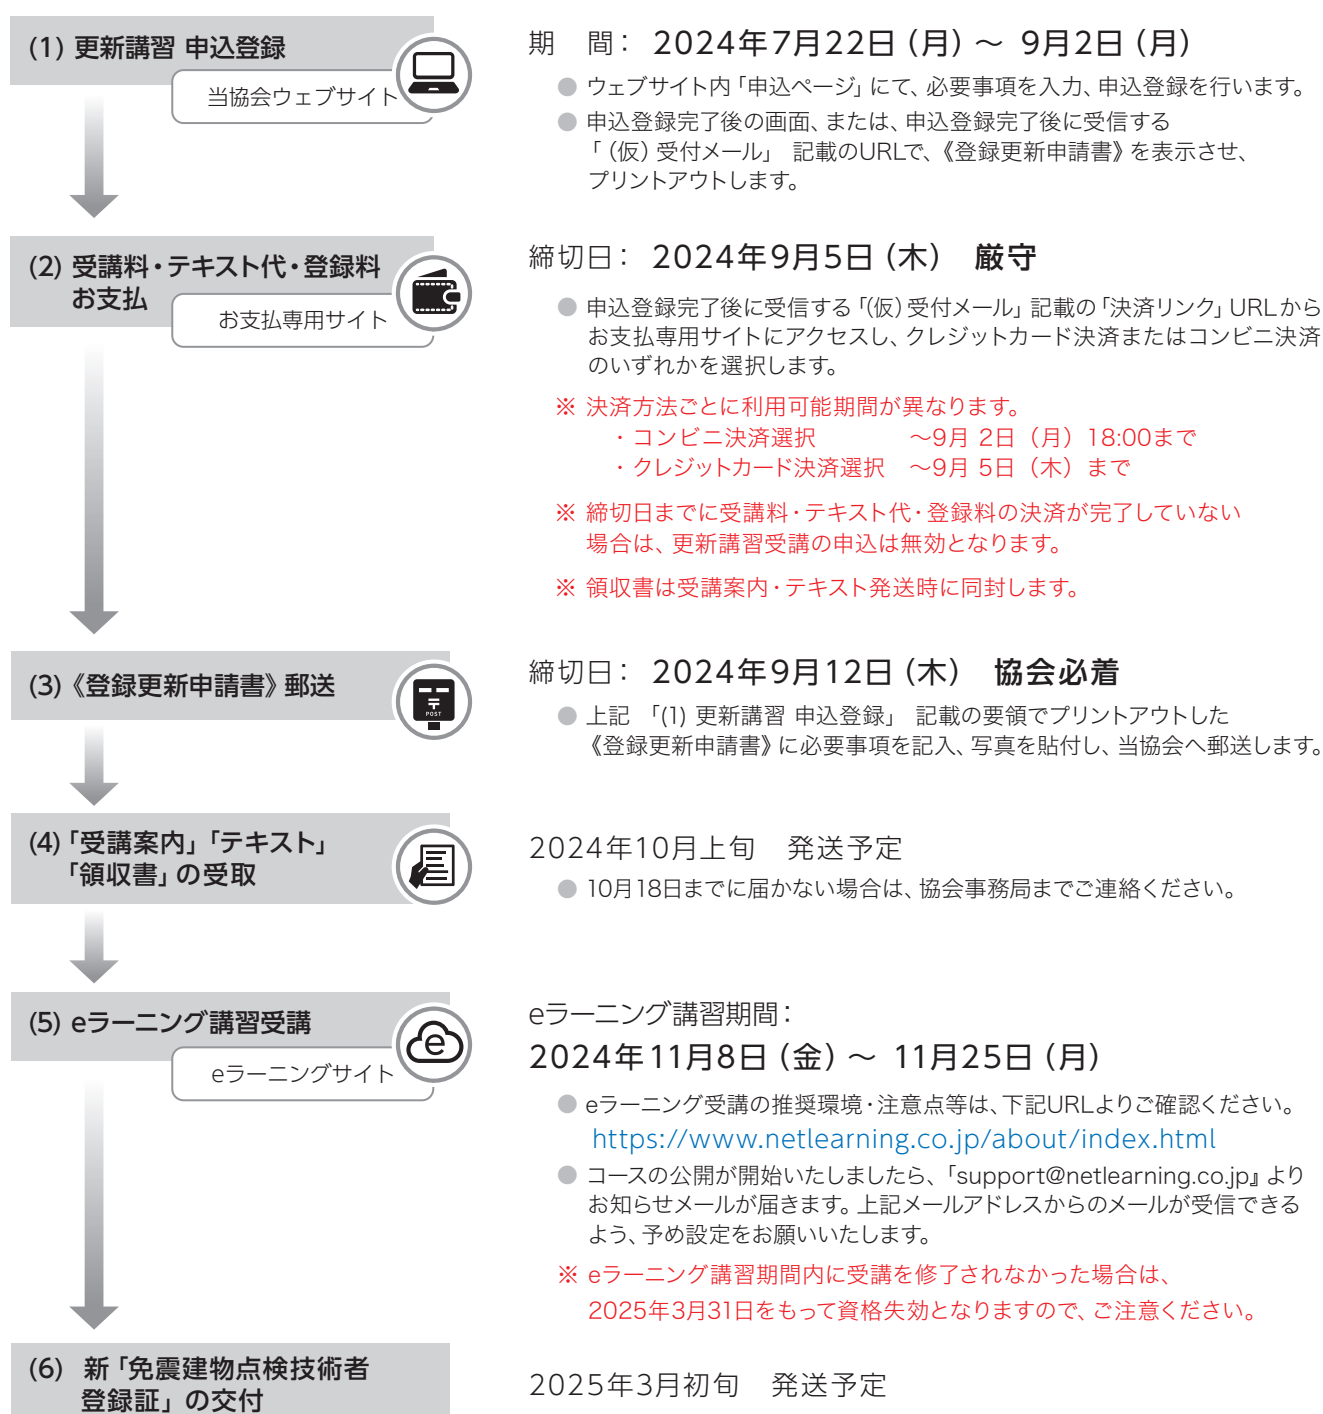 (1) 更新講習 申込登録
当協会ウェブサイト
期　間： 2024年7月22日（月）～ 9月2日（月）
● ウェブサイト内「申込ページ」にて、必要事項を入力、申込登録を行います。
● 申込登録完了後の画面、または、申込登録完了後に受信する
「（仮）受付メール」 記載のURLで、《登録更新申請書》を表示させ、
プリントアウトします。
(2) 受講料・テキスト代・登録料
お支払
お支払専用サイト
締切日： 2024年9月5日（木） 厳守
● 申込登録完了後に受信する「(仮）受付メール」記載の「決済リンク」URLから
お支払専用サイトにアクセスし、クレジットカード決済またはコンビニ決済
のいずれかを選択します。
※ 決済方法ごとに利用可能期間が異なります。
・コンビニ決済選択　～9月 2日（月）18:00まで
・クレジットカード決済選択　～9月 5日（木）まで
※ 締切日までに受講料・テキスト代・登録料の決済が完了していない
場合は、更新講習受講の申込は無効となります。
※ 領収書は受講案内・テキスト発送時に同封します。
(3)《登録更新申請書》郵送
〒
POST
締切日： 2024年9月12日（木） 協会必着
● 上記 「(1) 更新講習 申込登録」 記載の要領でプリントアウトした
《登録更新申請書》に必要事項を記入、写真を貼付し、当協会へ郵送します。
(4)「受講案内」「テキスト」
「領収書」の受取
2024年10月上旬　発送予定
● 10月18日までに届かない場合は、協会事務局までご連絡ください。
(5) eラーニング講習受講
e
eラーニングサイト
eラーニング講習期間：
2024年11月8日（金）～ 11月25日（月）
● eラーニング受講の推奨環境・注意点等は、下記URLよりご確認ください。
https://www.netlearning.co.jp/about/index.html
● コースの公開が開始いたしましたら、「support@netlearning.co.jp』より
お知らせメールが届きます。上記メールアドレスからのメールが受信できる
よう、予め設定をお願いいたします。
※ eラーニング講習期間内に受講を修了されなかった場合は、
2025年3月31日をもって資格失効となりますので、ご注意ください。
(6) 新「免震建物点検技術者
登録証」の交付
2025年3月初旬　発送予定